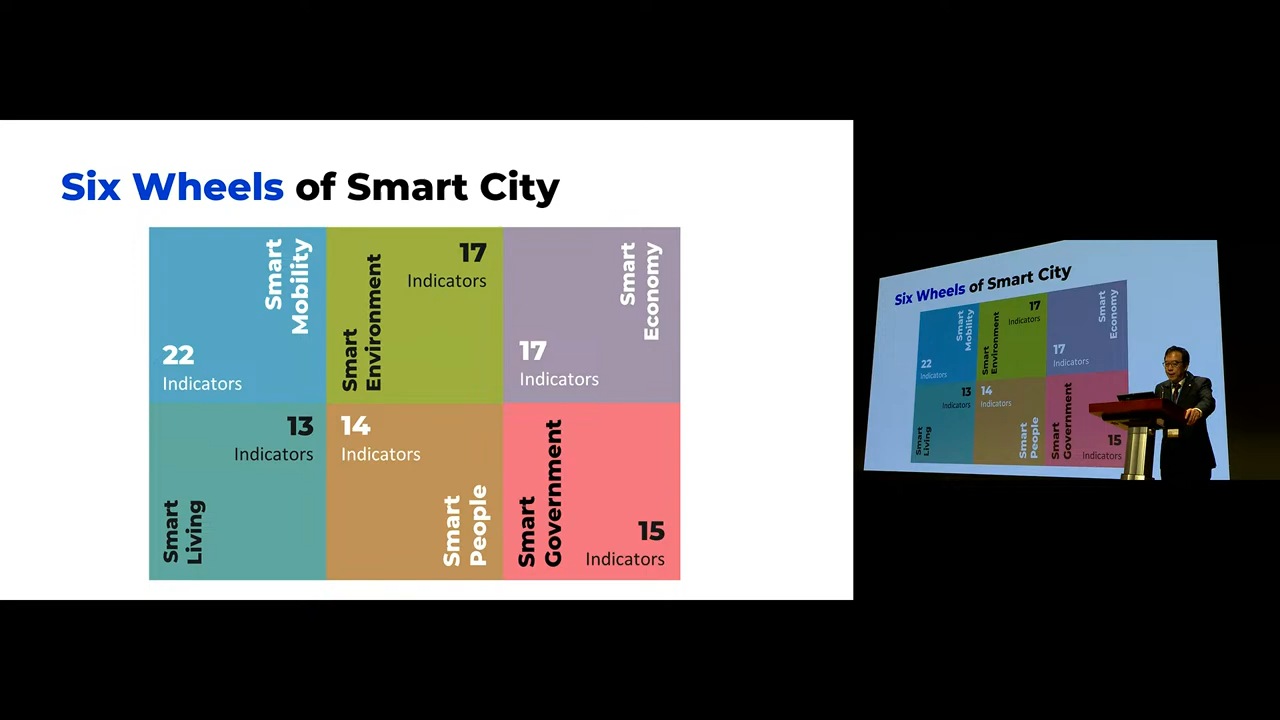 Six Wheels of Smart City
Smart
Mobility
22
Indicators
Smart
Environment
17
Indicators
Smart
Economy
17
Indicators
Smart
Living
13
Indicators
14
Indicators
Smart
People
Smart
Government
15
Indicators
Six Wheels of Smart City
Smart
Mobility
22
Indicators
Smart
Environment
17
Indicators
Smart
Economy
17
Indicators
Smart
Living
13
Indicators
14
Indicators
Smart
People
Smart
Government
15
Indicators